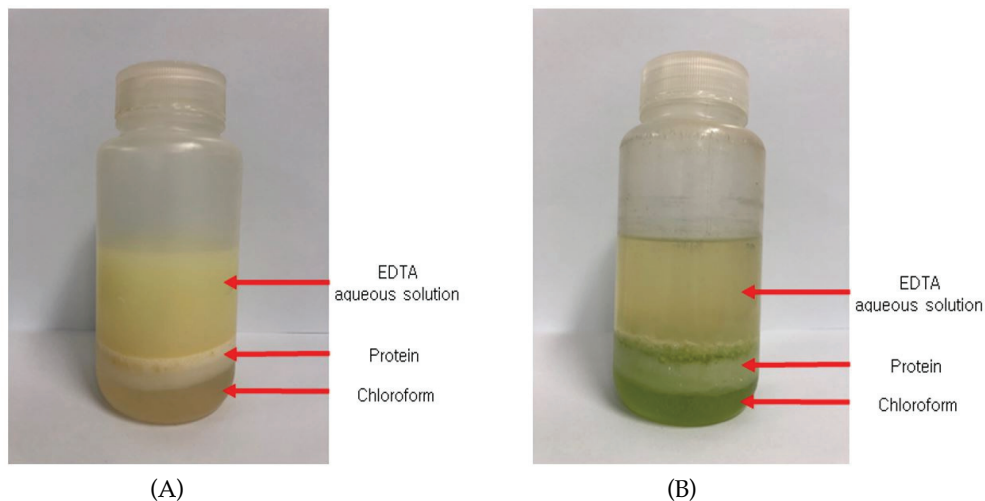 EDTA
aqueous solution
Protein
Chloroform
(A)
EDTA
aqueous solution
Protein
Chloroform
(B)